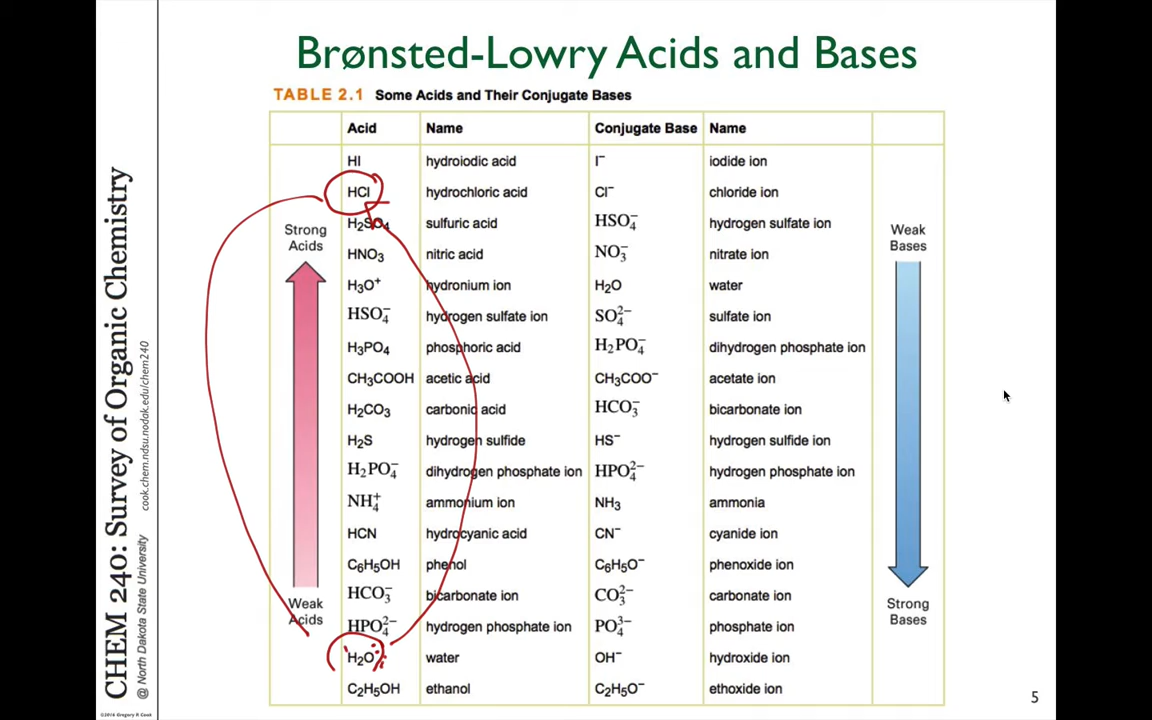 Brønsted-Lowry Acids and Bases
TABLE 2.1 Some Acids and Their Conjugate Bases
Acid Name Conjugate Base Name
HI hydroiodic acid I⁻ iodide ion
HCl hydrochloric acid Cl⁻ chloride ion
H₂SO₄ sulfuric acid HSO₄⁻ hydrogen sulfate ion
HNO₃ nitric acid NO₃⁻ nitrate ion
H₃O⁺ hydronium ion H₂O water
HSO₄⁻ hydrogen sulfate ion SO₄²⁻ sulfate ion
H₃PO₄ phosphoric acid H₂PO₄⁻ dihydrogen phosphate ion
CH₃COOH acetic acid CH₃COO⁻ acetate ion
H₂CO₃ carbonic acid HCO₃⁻ bicarbonate ion
H₂S hydrogen sulfide HS⁻ hydrogen sulfide ion
H₂PO₄⁻ dihydrogen phosphate ion HPO₄²⁻ hydrogen phosphate ion
NH₄⁺ ammonium ion NH₃ ammonia
HCN hydrocyanic acid CN⁻ cyanide ion
C₆H₅OH phenol C₆H₅O⁻ phenoxide ion
HCO₃⁻ bicarbonate ion CO₃²⁻ carbonate ion
HPO₄²⁻ hydrogen phosphate ion PO₄³⁻ phosphate ion
H₂O water OH⁻ hydroxide ion
C₂H₅OH ethanol C₂H₅O⁻ ethoxide ion
Strong
Acids
Weak
Acids
Weak
Bases
Strong
Bases
CHEM 240: Survey of Organic Chemistry
@ North Dakota State University cook.chem.ndsu.nodak.edu/chem240
©2016 Gregory R Cook
5